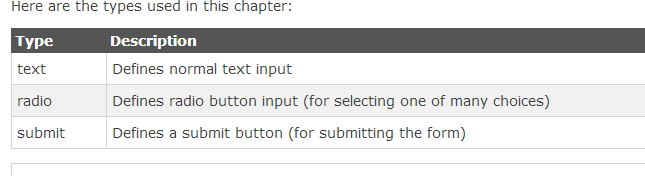 Here are the types used in this chapter:
Type Description
text Defines normal text input
radio Defines radio button input (for selecting one of many choices)
submit Defines a submit button (for submitting the form)